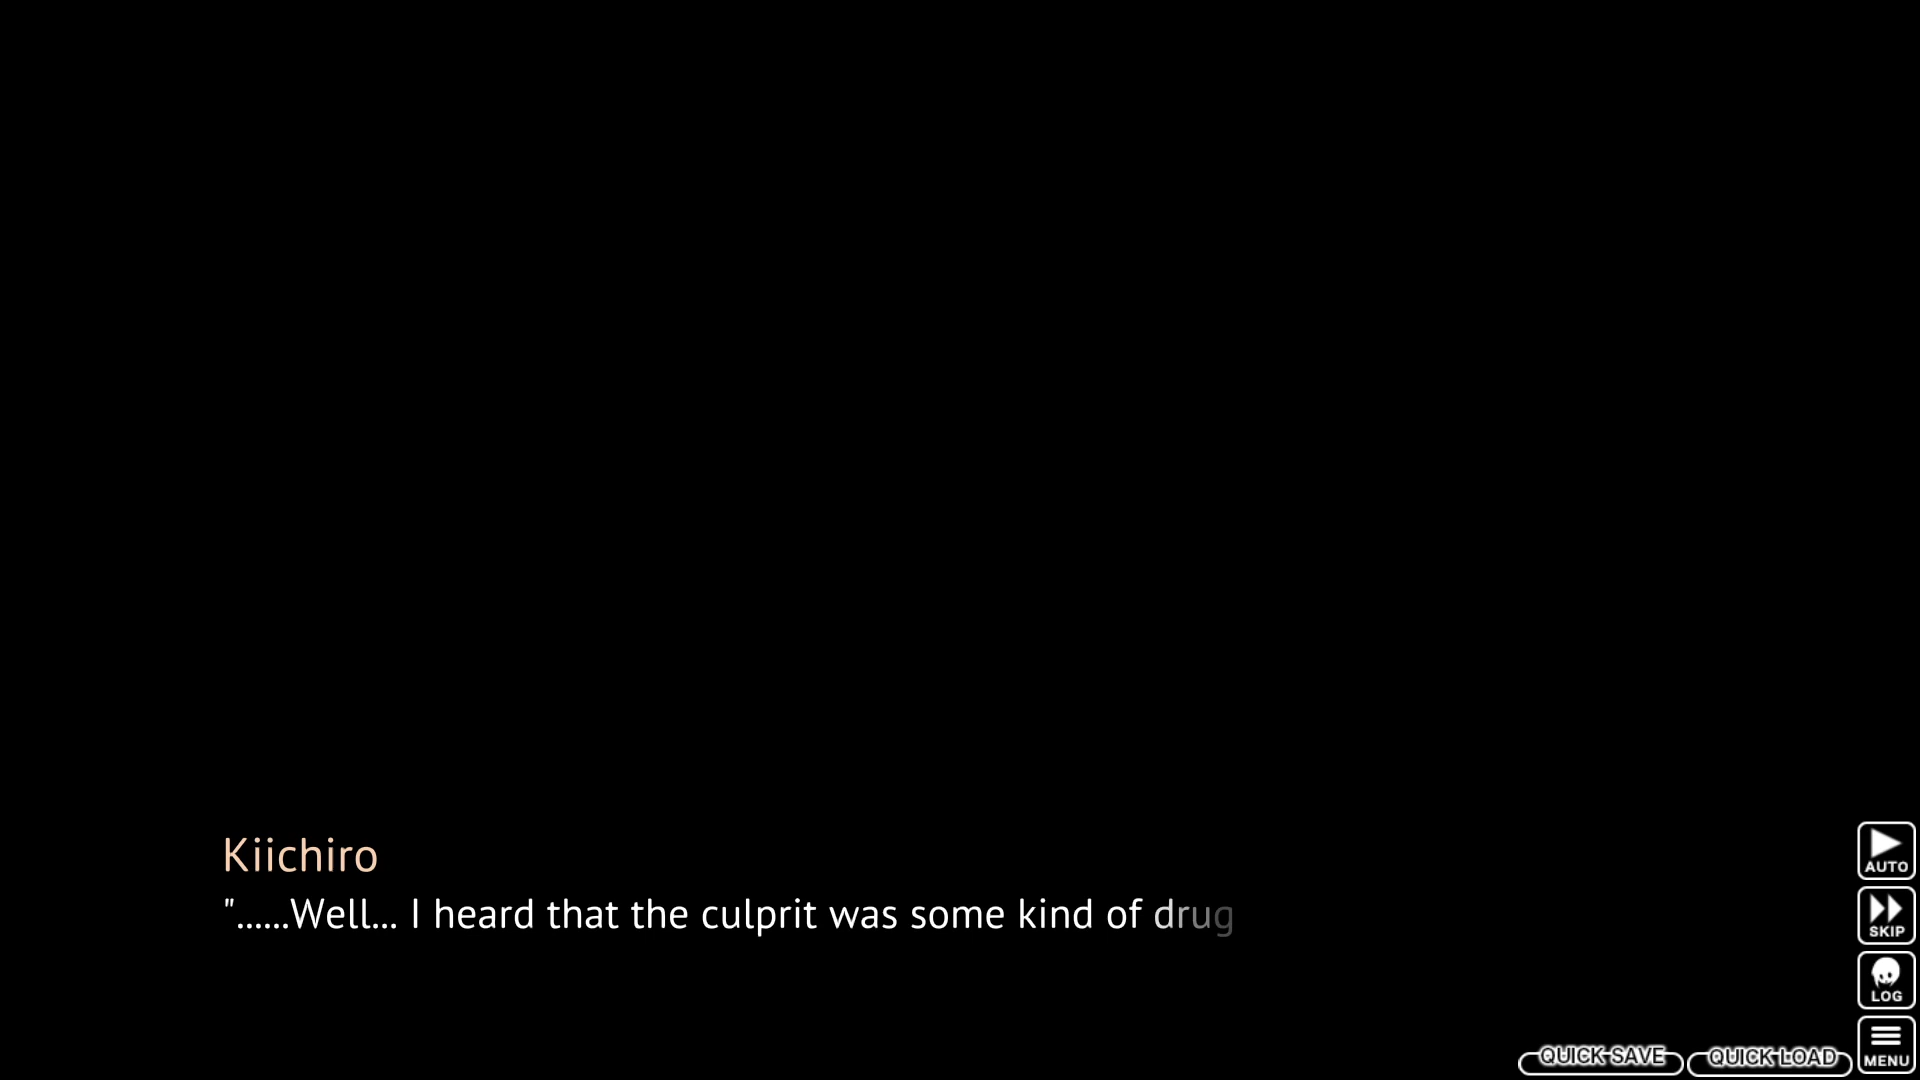 Kiichiro
"......Well... I heard that the culprit was some kind of drug
AUTO
SKIP
LOG
MENU
QUICK SAVE
QUICK LOAD